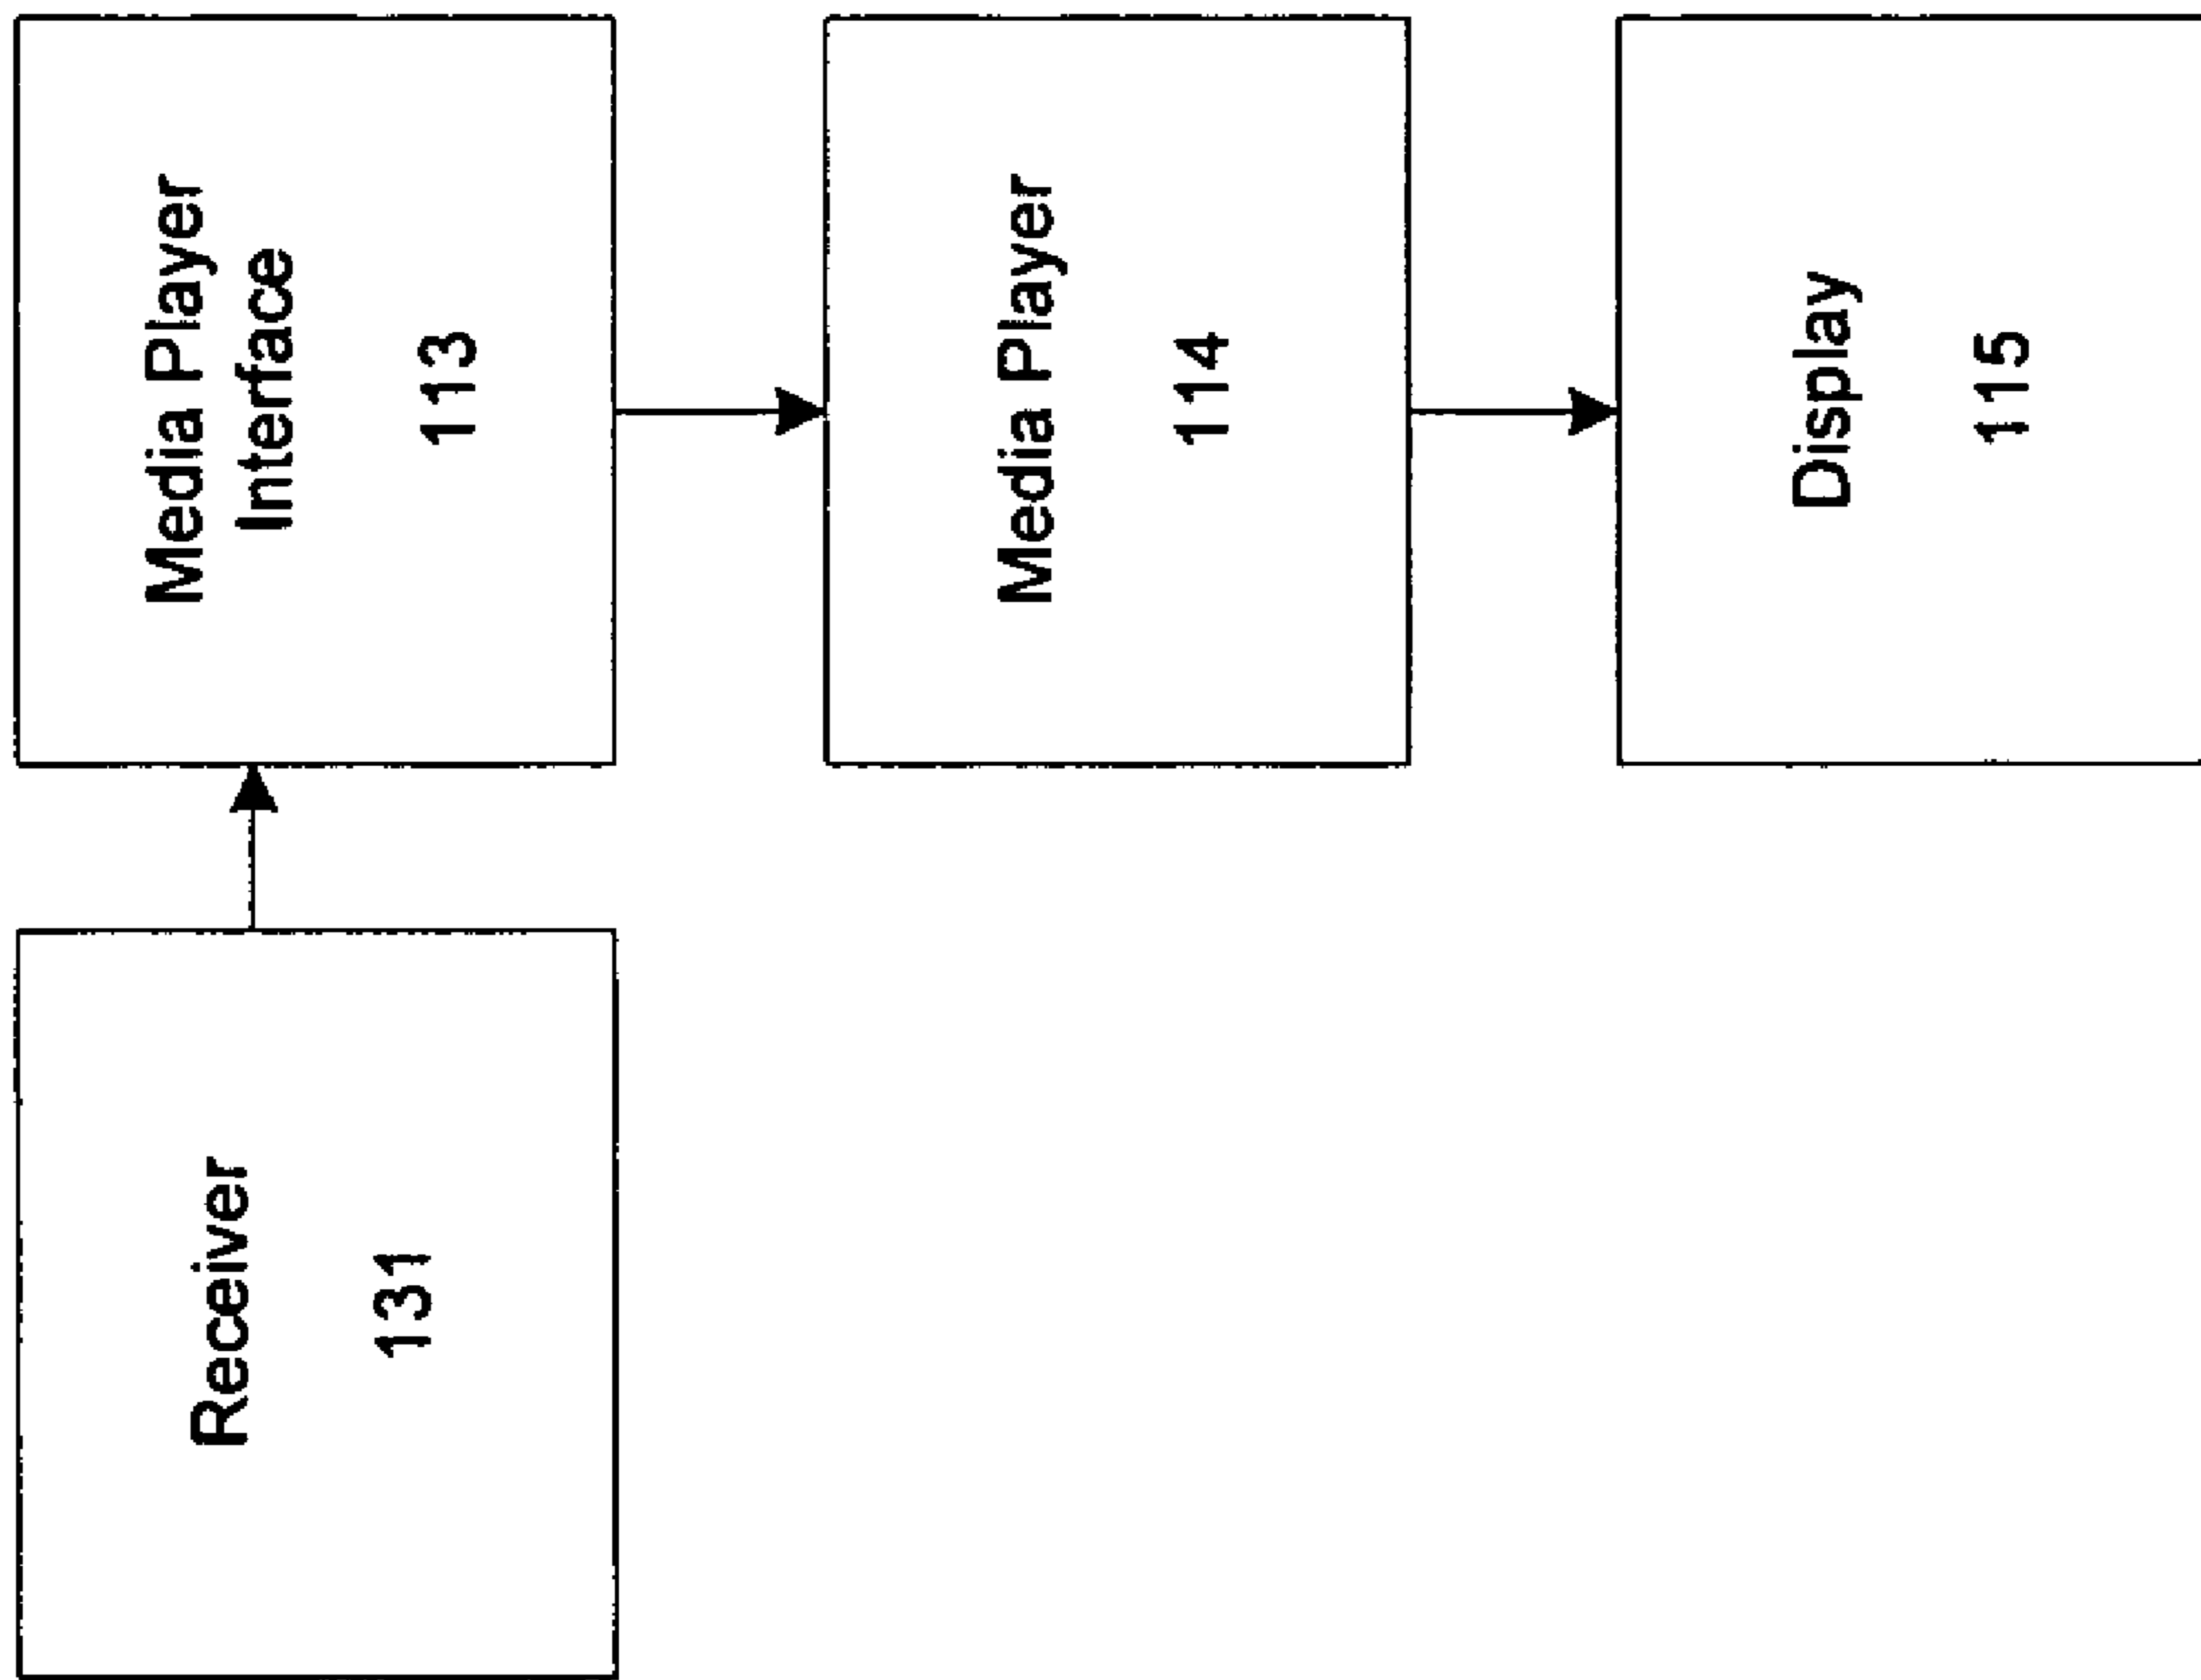 Receiver
131
Media Player
Interface
113
Media Player
114
Display
115